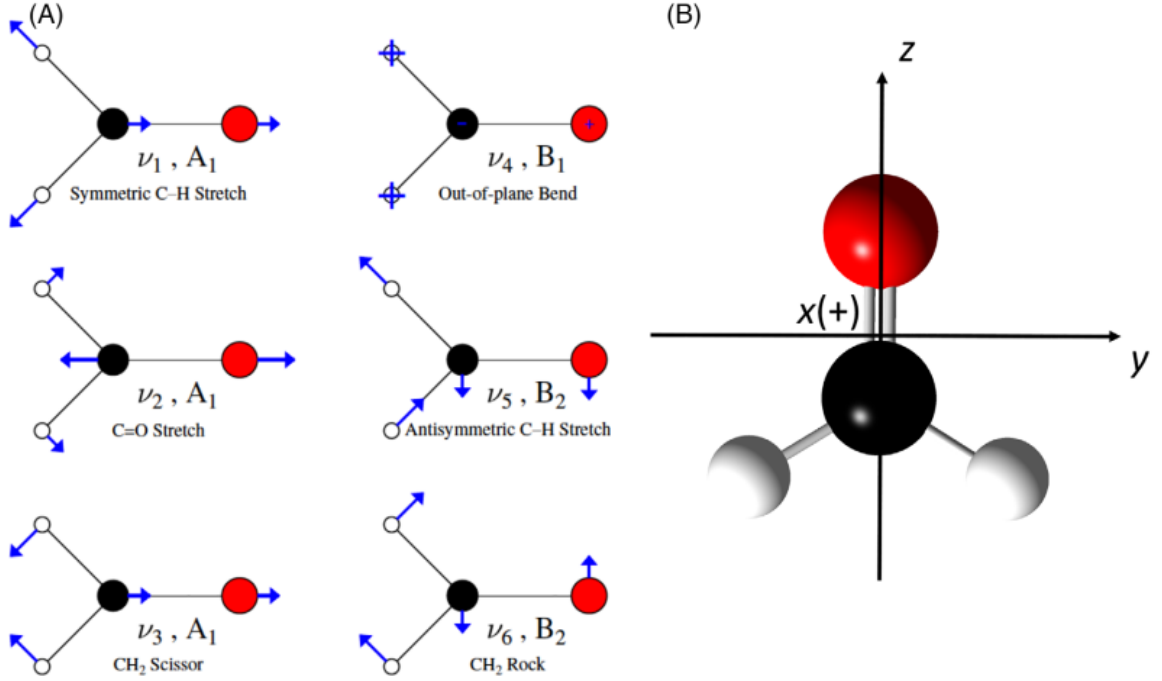 (A)
(B)
ν₁ , A₁
Symmetric C–H Stretch
ν₄ , B₁
Out-of-plane Bend
- +
ν₂ , A₁
C=O Stretch
ν₅ , B₂
Antisymmetric C–H Stretch
ν₃ , A₁
CH₂ Scissor
ν₆ , B₂
CH₂ Rock
z
x(+)
y